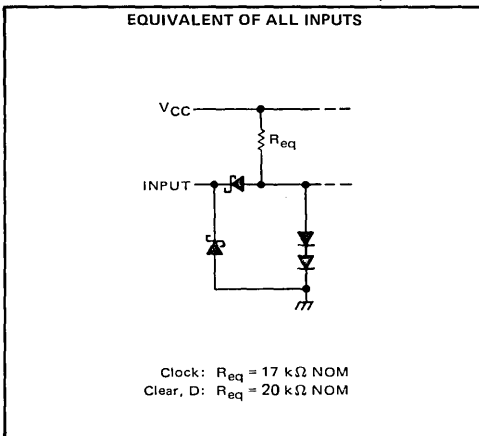 EQUIVALENT OF ALL INPUTS
VCC
Req
INPUT
Clock: Req = 17 kΩ NOM
Clear, D: Req = 20 kΩ NOM